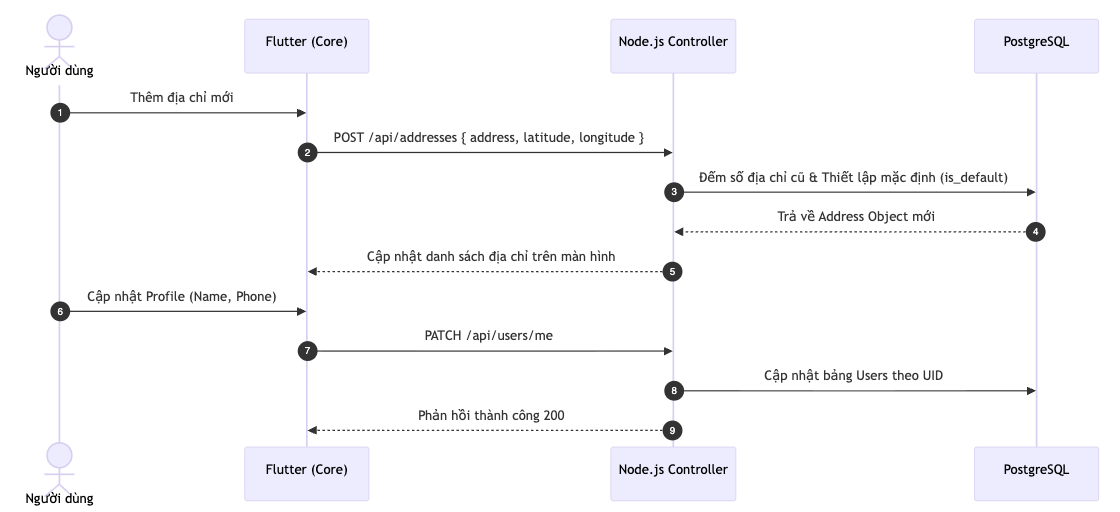 Người dùng
Flutter (Core)
Node.js Controller
PostgreSQL
1
Thêm địa chỉ mới
2
POST /api/addresses { address, latitude, longitude }
3
Đếm số địa chỉ cũ & Thiết lập mặc định (is_default)
Trả về Address Object mới
4
Cập nhật danh sách địa chỉ trên màn hình
5
6
Cập nhật Profile (Name, Phone)
7
PATCH /api/users/me
8
Cập nhật bảng Users theo UID
Phản hồi thành công 200
9
Người dùng
Flutter (Core)
Node.js Controller
PostgreSQL